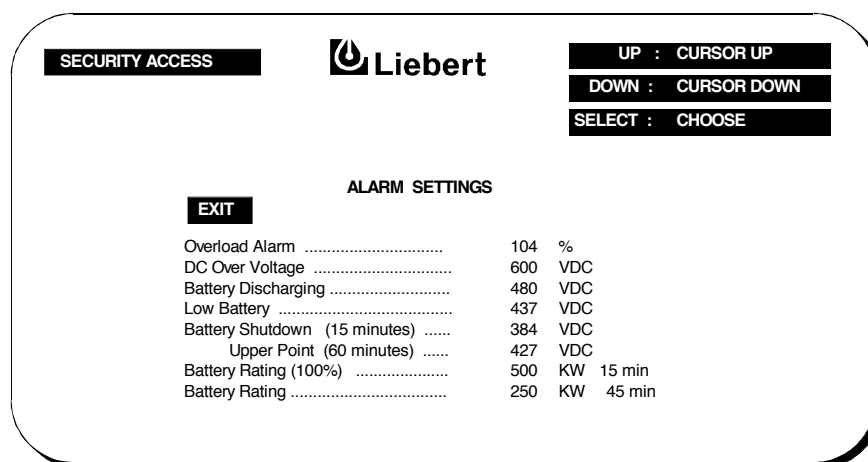 SECURITY ACCESS
Liebert
UP : CURSOR UP
DOWN : CURSOR DOWN
SELECT : CHOOSE
ALARM SETTINGS
EXIT
Overload Alarm ............................... 104 %
DC Over Voltage ............................... 600 VDC
Battery Discharging ........................... 480 VDC
Low Battery ....................................... 437 VDC
Battery Shutdown (15 minutes) ...... 384 VDC
Upper Point (60 minutes) ...... 427 VDC
Battery Rating (100%) ..................... 500 KW 15 min
Battery Rating ................................... 250 KW 45 min